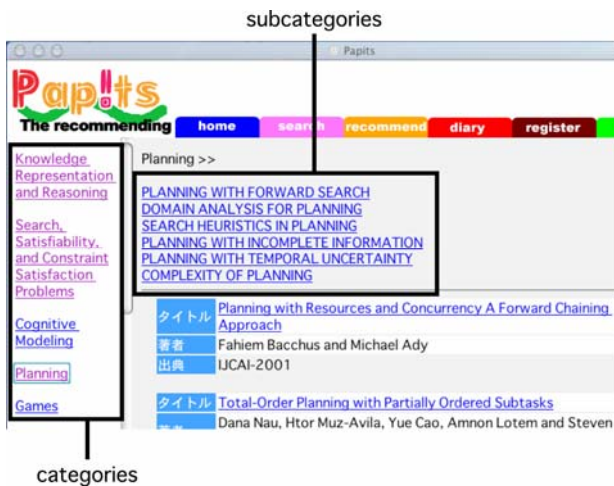 subcategories
Papits
Pap!ts
The recommending
home search recommend diary register
Knowledge
Representation
and Reasoning
Search,
Satisfiability,
and Constraint
Satisfaction
Problems
Cognitive
Modeling
Planning
Games
Planning >>
PLANNING WITH FORWARD SEARCH
DOMAIN ANALYSIS FOR PLANNING
SEARCH HEURISTICS IN PLANNING
PLANNING WITH INCOMPLETE INFORMATION
PLANNING WITH TEMPORAL UNCERTAINTY
COMPLEXITY OF PLANNING
タイトル Planning with Resources and Concurrency A Forward Chaining
Approach
著者 Fahiem Bacchus and Michael Ady
出典 IJCAI-2001
タイトル Total-Order Planning with Partially Ordered Subtasks
Dana Nau, Htor Muz-Avila, Yue Cao, Amnon Lotem and Steven
categories